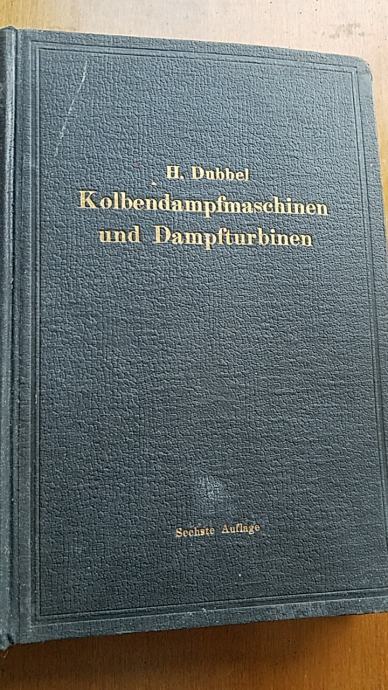 H. Dubbel
Kolbendampfmaschinen
und Dampfturbinen
Sechste Auflage